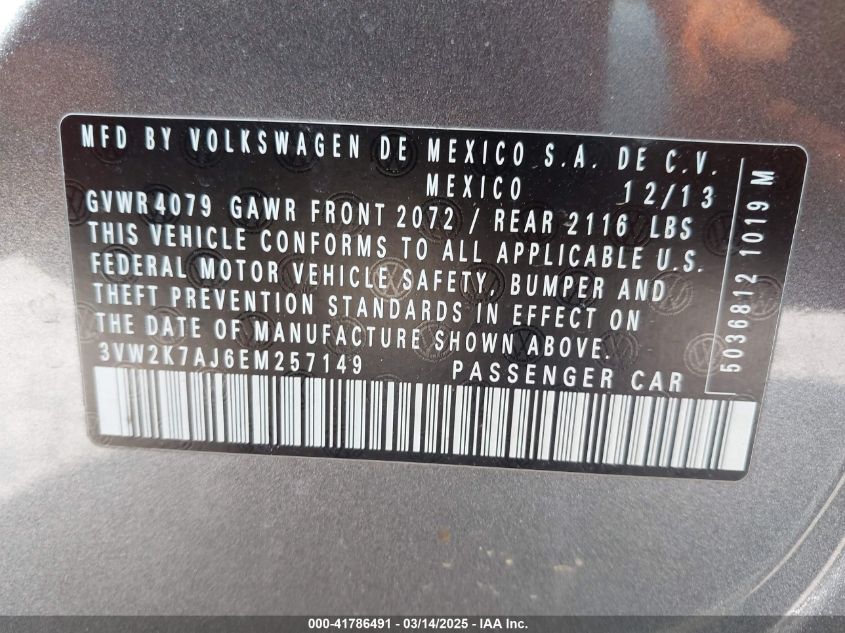 MFD BY VOLKSWAGEN DE MEXICO S.A. DE C.V.
MEXICO 12/13
GVWR4079 GAWR FRONT 2072 / REAR 2116 LBS
THIS VEHICLE CONFORMS TO ALL APPLICABLE U.S.
FEDERAL MOTOR VEHICLE SAFETY, BUMPER AND
THEFT PREVENTION STANDARDS IN EFFECT ON
THE DATE OF MANUFACTURE SHOWN ABOVE.
3VW2K7AJ6EM257149 PASSENGER CAR
5036812 1019 M
000-41786491 - 03/14/2025 - IAA Inc.